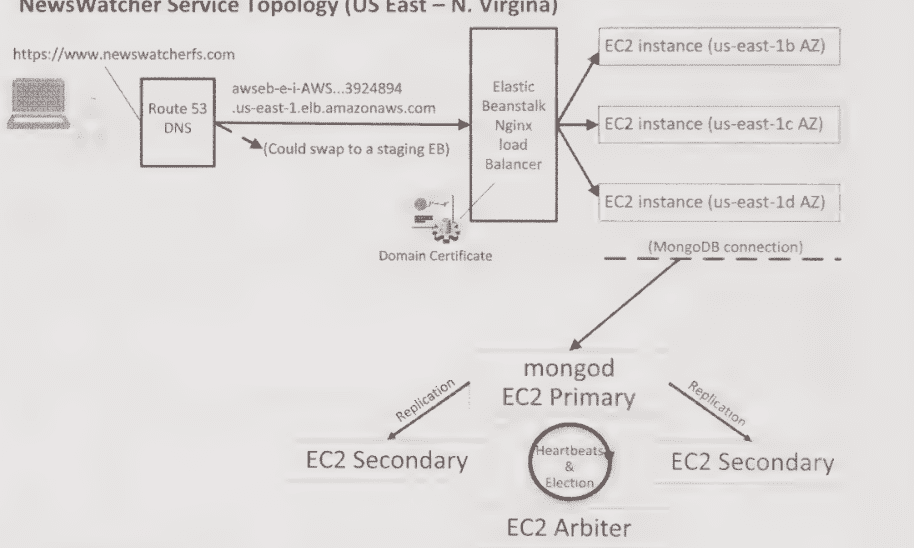 NewsWatcher Service Topology (US East – N. Virgina)
https://www.newswatcherfs.com
Route 53
DNS
awseb-e-i-AWS...3924894
.us-east-1.elb.amazonaws.com
(Could swap to a staging EB)
Elastic
Beanstalk
Nginx
load
Balancer
Domain Certificate
EC2 instance (us-east-1b AZ)
EC2 instance (us-east-1c AZ)
EC2 instance (us-east-1d AZ)
(MongoDB connection)
mongod
EC2 Primary
Replication
Replication
EC2 Secondary
Heartbeats
&
Election
EC2 Secondary
EC2 Arbiter